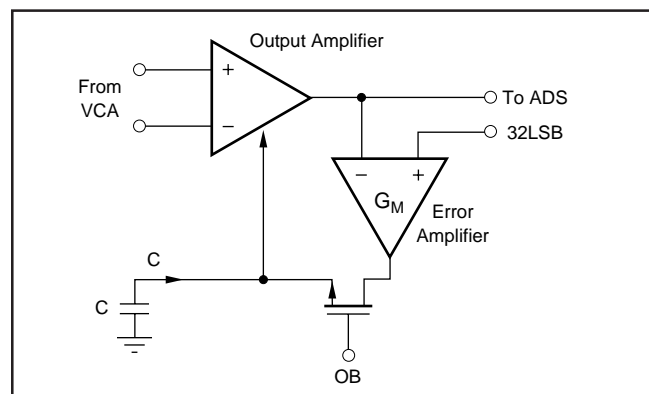 Output Amplifier
+
From
VCA
−
To ADS
32LSB
− +
G_M
Error
Amplifier
C
C
OB